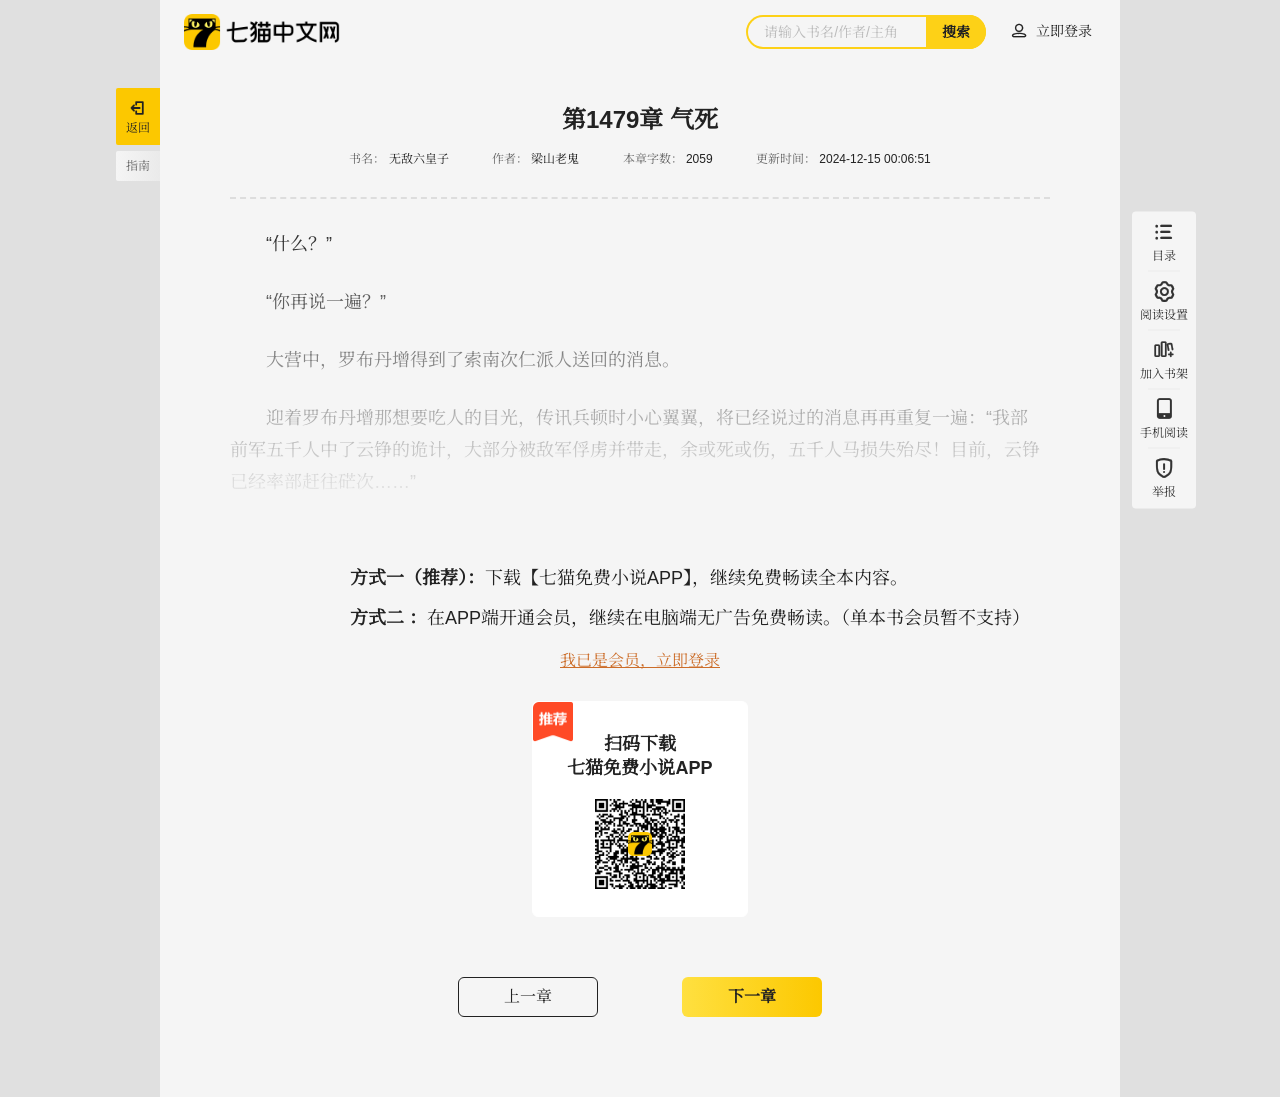 七猫中文网
请输入书名/作者/主角
搜索
立即登录
返回
指南
第1479章 气死
书名： 无敌六皇子 作者： 梁山老鬼 本章字数： 2059 更新时间： 2024-12-15 00:06:51
“什么？”
“你再说一遍？”
大营中，罗布丹增得到了索南次仁派人送回的消息。
迎着罗布丹增那想要吃人的目光，传讯兵顿时小心翼翼，将已经说过的消息再再重复一遍：“我部
前军五千人中了云铮的诡计，大部分被敌军俘虏并带走，余或死或伤，五千人马损失殆尽！目前，云铮
已经率部赶往硭次……”
目录
阅读设置
加入书架
手机阅读
举报
方式一（推荐）：下载【七猫免费小说APP】，继续免费畅读全本内容。
方式二 ：在APP端开通会员，继续在电脑端无广告免费畅读。（单本书会员暂不支持）
我已是会员，立即登录
推荐
扫码下载
七猫免费小说APP
上一章
下一章